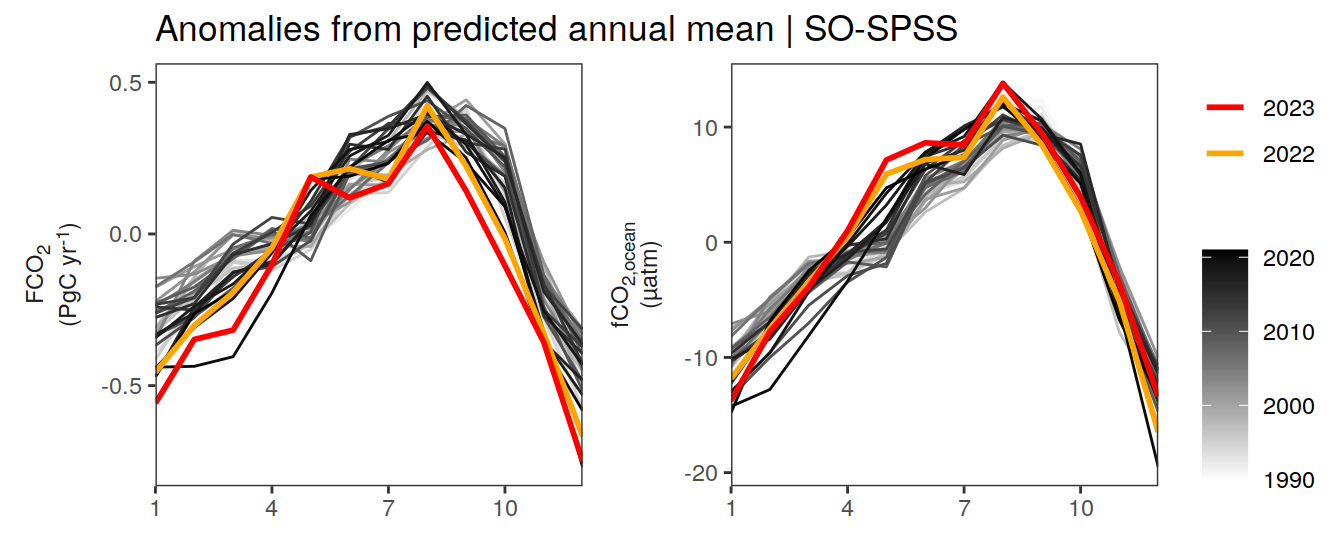 Anomalies from predicted annual mean | SO-SPSS
FCO2
(PgC yr-1)
0.5
0.0
-0.5
1 4 7 10
fCO2,ocean
(µatm)
10
0
-10
-20
1 4 7 10
2023
2022
2020
2010
2000
1990